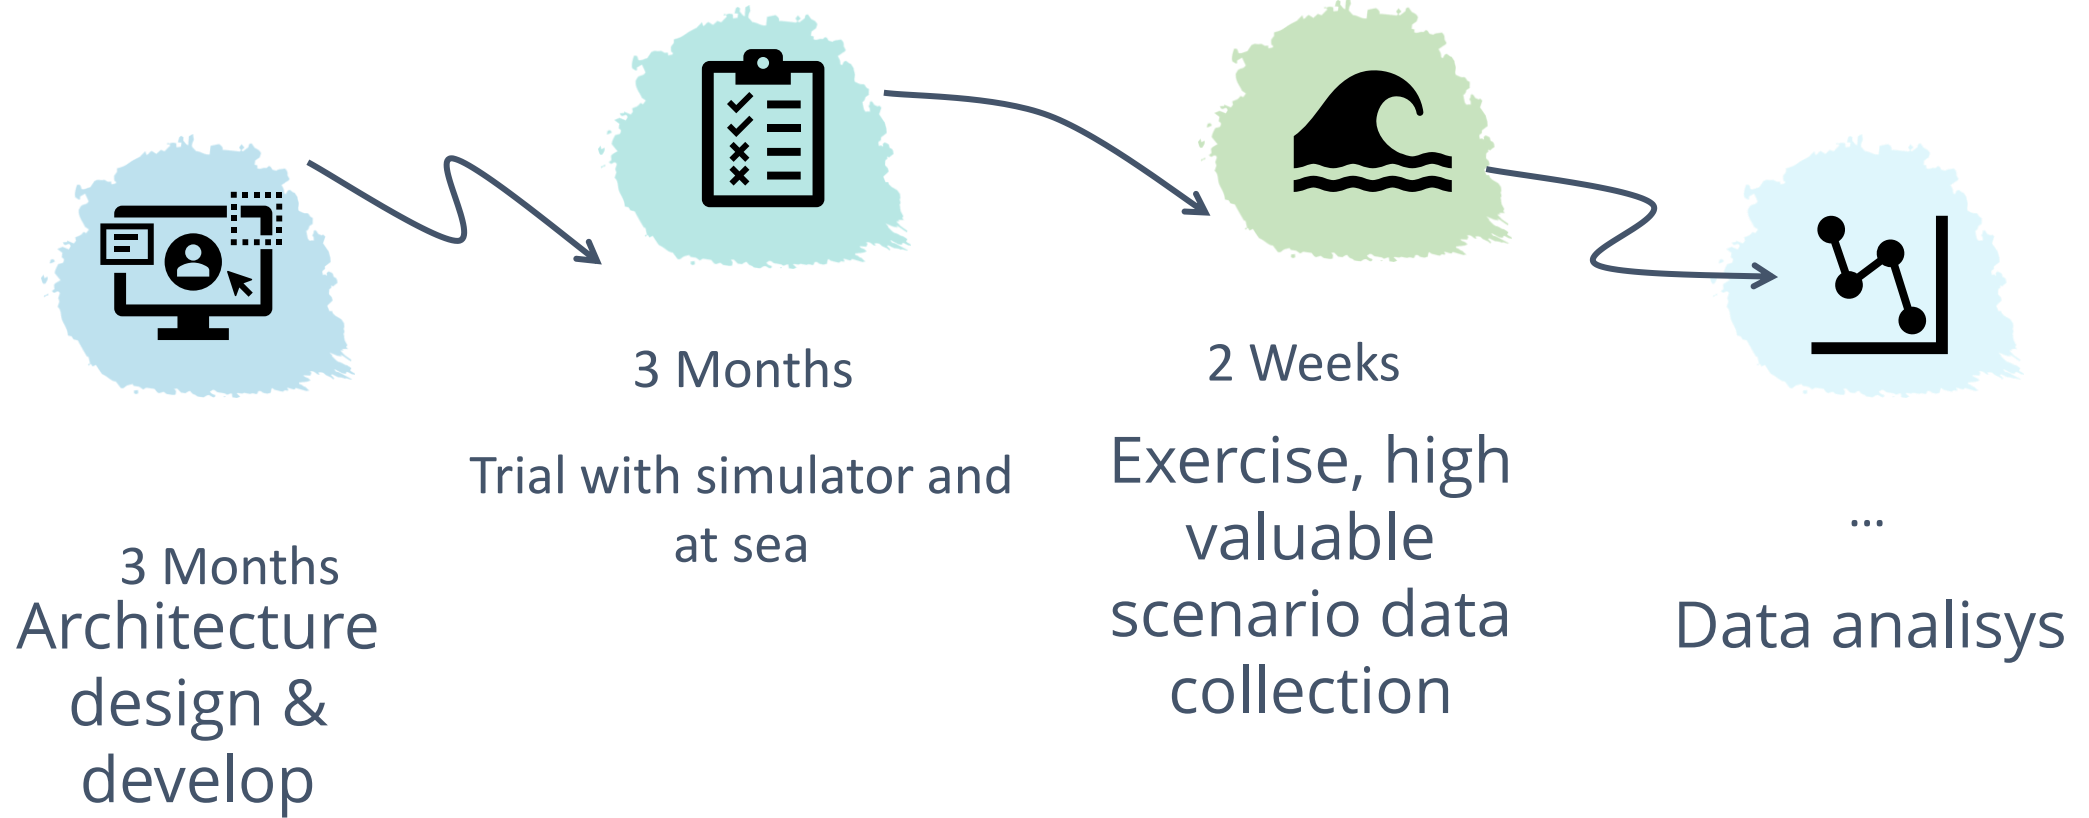 3 Months
Architecture
design &
develop
3 Months
Trial with simulator and
at sea
2 Weeks
Exercise, high
valuable
scenario data
collection
...
Data analisys